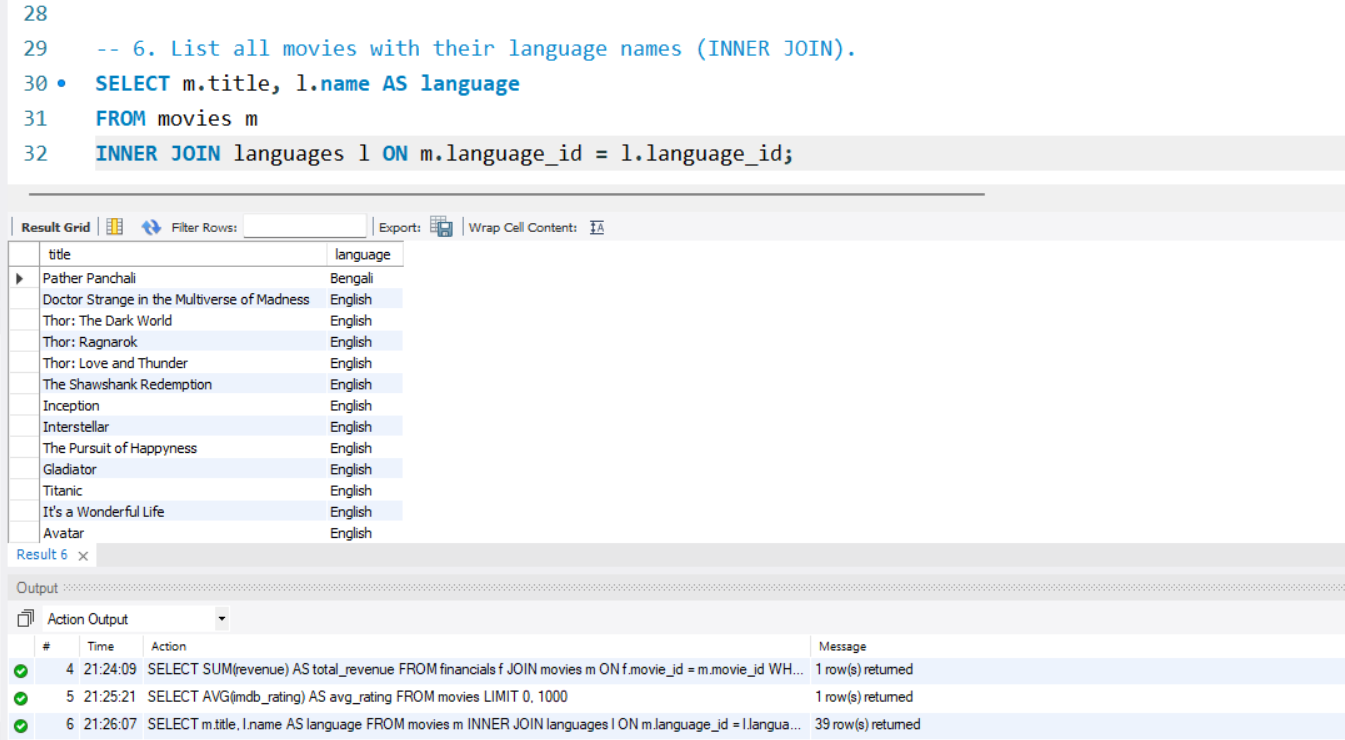 28
29 -- 6. List all movies with their language names (INNER JOIN).
30 SELECT m.title, l.name AS language
31 FROM movies m
32 INNER JOIN languages l ON m.language_id = l.language_id;
Result Grid Filter Rows: Export: Wrap Cell Content: IA
title language
Pather Panchali Bengali
Doctor Strange in the Multiverse of Madness English
Thor: The Dark World English
Thor: Ragnarok English
Thor: Love and Thunder English
The Shawshank Redemption English
Inception English
Interstellar English
The Pursuit of Happyness English
Gladiator English
Titanic English
It's a Wonderful Life English
Avatar English
Result 6 ×
Output
Action Output
# Time Action Message
4 21:24:09 SELECT SUM(revenue) AS total_revenue FROM financials f JOIN movies m ON f.movie_id = m.movie_id WH... 1 row(s) returned
5 21:25:21 SELECT AVG(imdb_rating) AS avg_rating FROM movies LIMIT 0, 1000 1 row(s) returned
6 21:26:07 SELECT m.title, l.name AS language FROM movies m INNER JOIN languages l ON m.language_id = l.langua... 39 row(s) returned